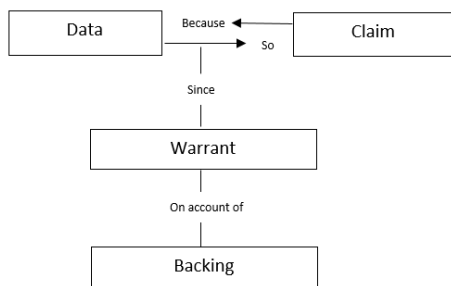 Data
Because
Claim
So
Since
Warrant
On account of
Backing